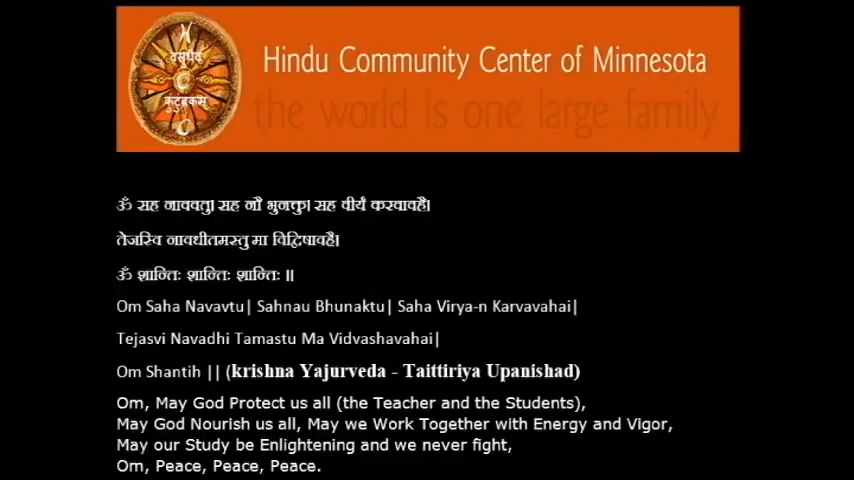 H
वसुधैव
C
कुटुंबकम्
C
Hindu Community Center of Minnesota
the world is one large family
ॐ सह नाववतु। सह नौ भुनक्तु। सह वीर्यं करवावहै।
तेजस्वि नावधीतमस्तु मा विद्विषावहै।
ॐ शान्तिः शान्तिः शान्तिः ॥
Om Saha Navavtu| Sahnau Bhunaktu| Saha Virya-n Karvavahai|
Tejasvi Navadhi Tamastu Ma Vidvashavahai|
Om Shantih || (krishna Yajurveda - Taittiriya Upanishad)
Om, May God Protect us all (the Teacher and the Students),
May God Nourish us all, May we Work Together with Energy and Vigor,
May our Study be Enlightening and we never fight,
Om, Peace, Peace, Peace.